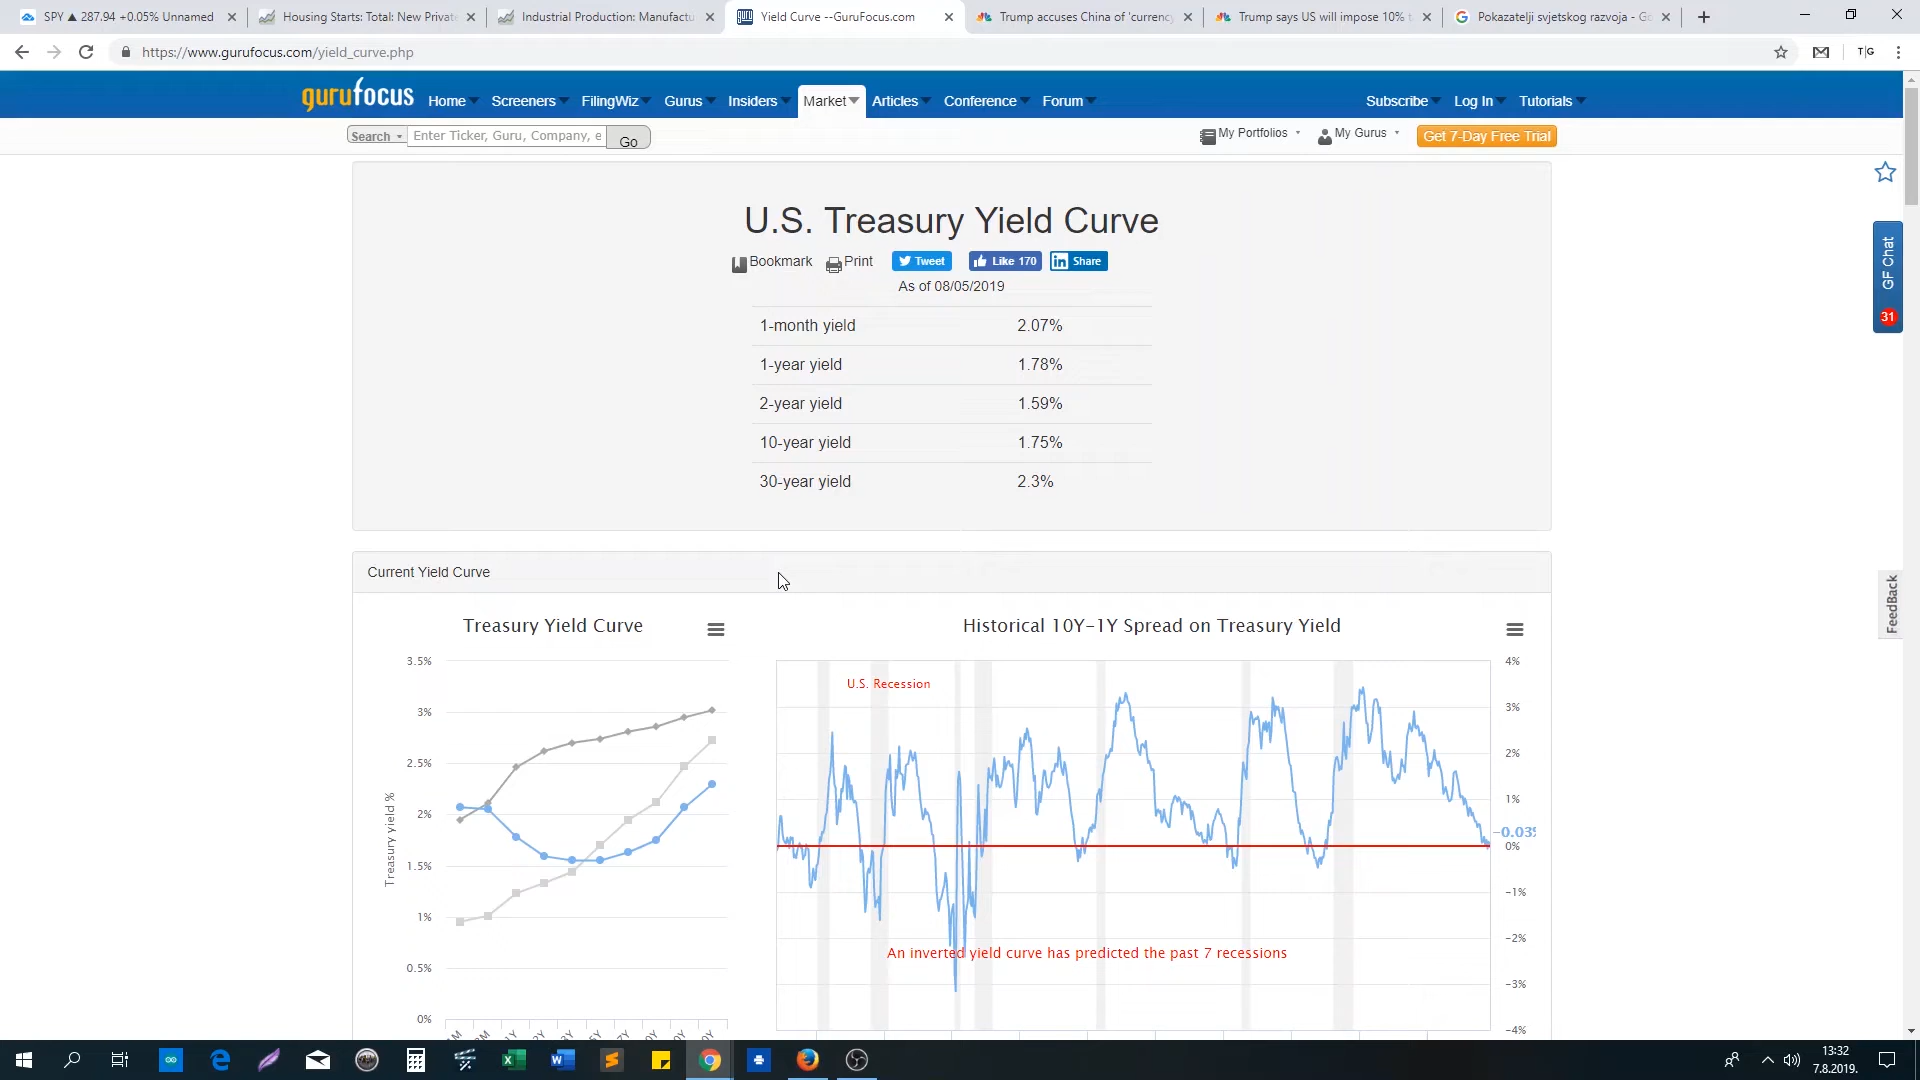 SPY ▲ 287.94 +0.05% Unnamed
Housing Starts: Total: New Privat
Industrial Production: Manufactu
Yield Curve --GuruFocus.com
Trump accuses China of 'currenc
Trump says US will impose 10% t
Pokazatelji svjetskog razvoja - Go
https://www.gurufocus.com/yield_curve.php
T|G
gurufocus
Home Screeners FilingWiz Gurus Insiders Market Articles Conference Forum
Subscribe Log In Tutorials
Search Enter Ticker, Guru, Company, e Go
My Portfolios My Gurus Get 7-Day Free Trial
U.S. Treasury Yield Curve
Bookmark Print Tweet Like 170 in Share
As of 08/05/2019
1-month yield 2.07%
1-year yield 1.78%
2-year yield 1.59%
10-year yield 1.75%
30-year yield 2.3%
GF Chat
31
FeedBack
Current Yield Curve
Treasury Yield Curve
3.5%
3%
2.5%
2%
1.5%
1%
0.5%
0%
Treasury yield %
Historical 10Y-1Y Spread on Treasury Yield
U.S. Recession
An inverted yield curve has predicted the past 7 recessions
4%
3%
2%
1%
0%
-1%
-2%
-3%
-4%
13:32
7.8.2019.